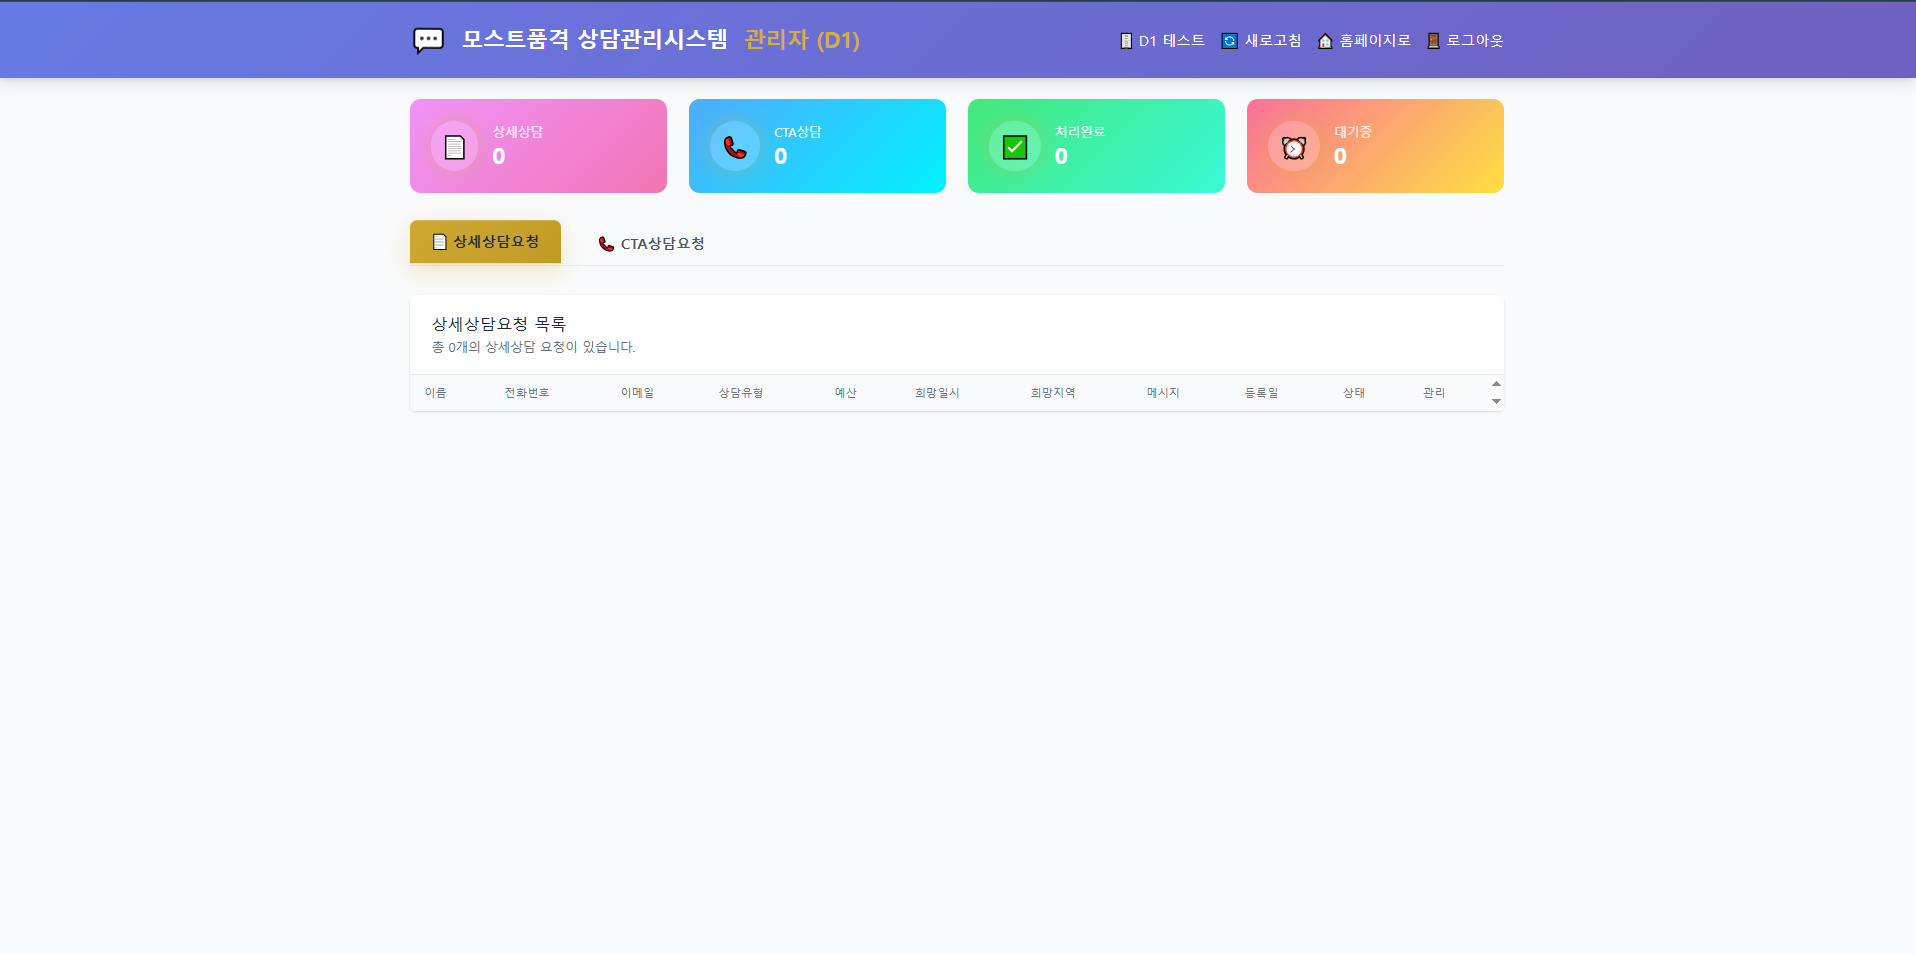 모스트품격 상담관리시스템 관리자 (D1)
D1 테스트 새로고침 홈페이지로 로그아웃
상세상담
0
CTA상담
0
처리완료
0
대기중
0
상세상담요청
CTA상담요청
상세상담요청 목록
총 0개의 상세상담 요청이 있습니다.
이름 전화번호 이메일 상담유형 예산 희망일시 희망지역 메시지 등록일 상태 관리